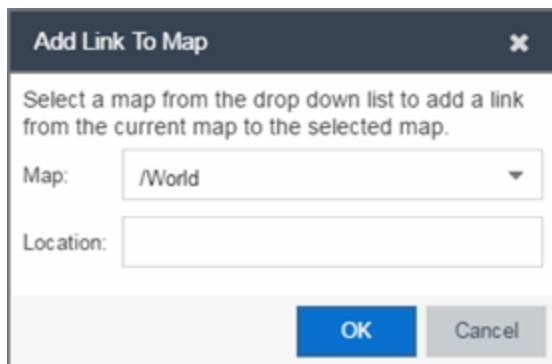 Add Link To Map
Select a map from the drop down list to add a link
from the current map to the selected map.
Map: /World
Location:
OK Cancel